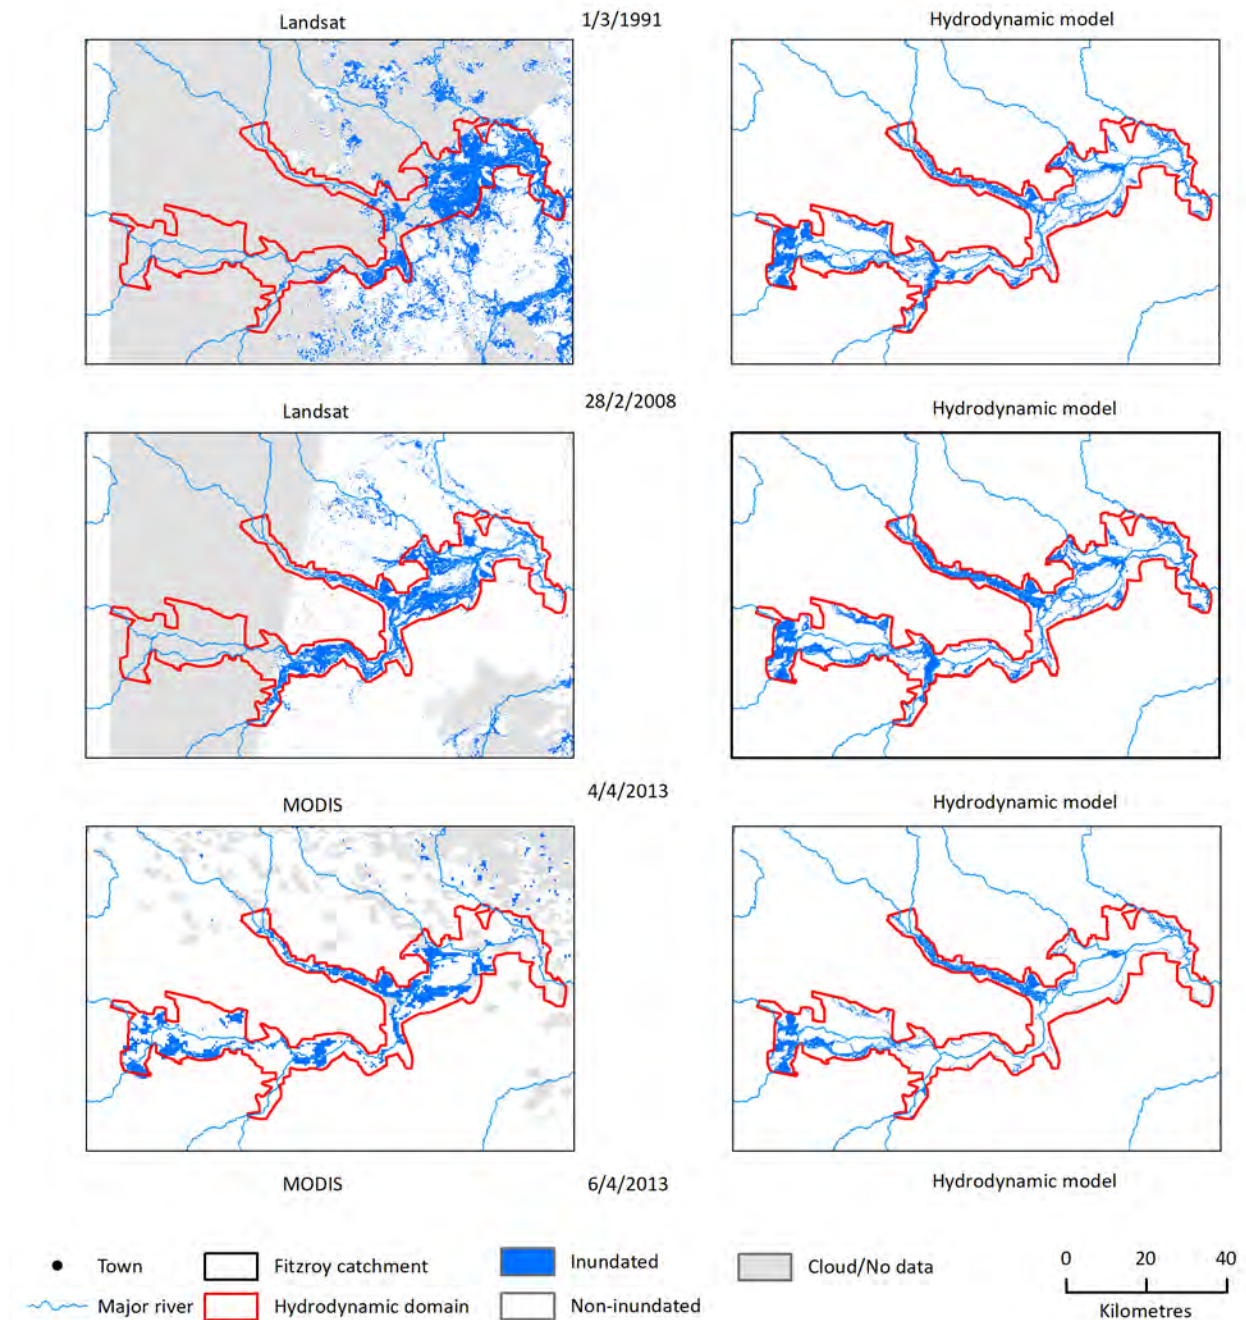 Landsat 1/3/1991 Hydrodynamic model
Landsat 28/2/2008 Hydrodynamic model
MODIS 4/4/2013 Hydrodynamic model
MODIS 6/4/2013 Hydrodynamic model
Town Fitzroy catchment Inundated Cloud/No data 0 20 40
Major river Hydrodynamic domain Non-inundated Kilometres